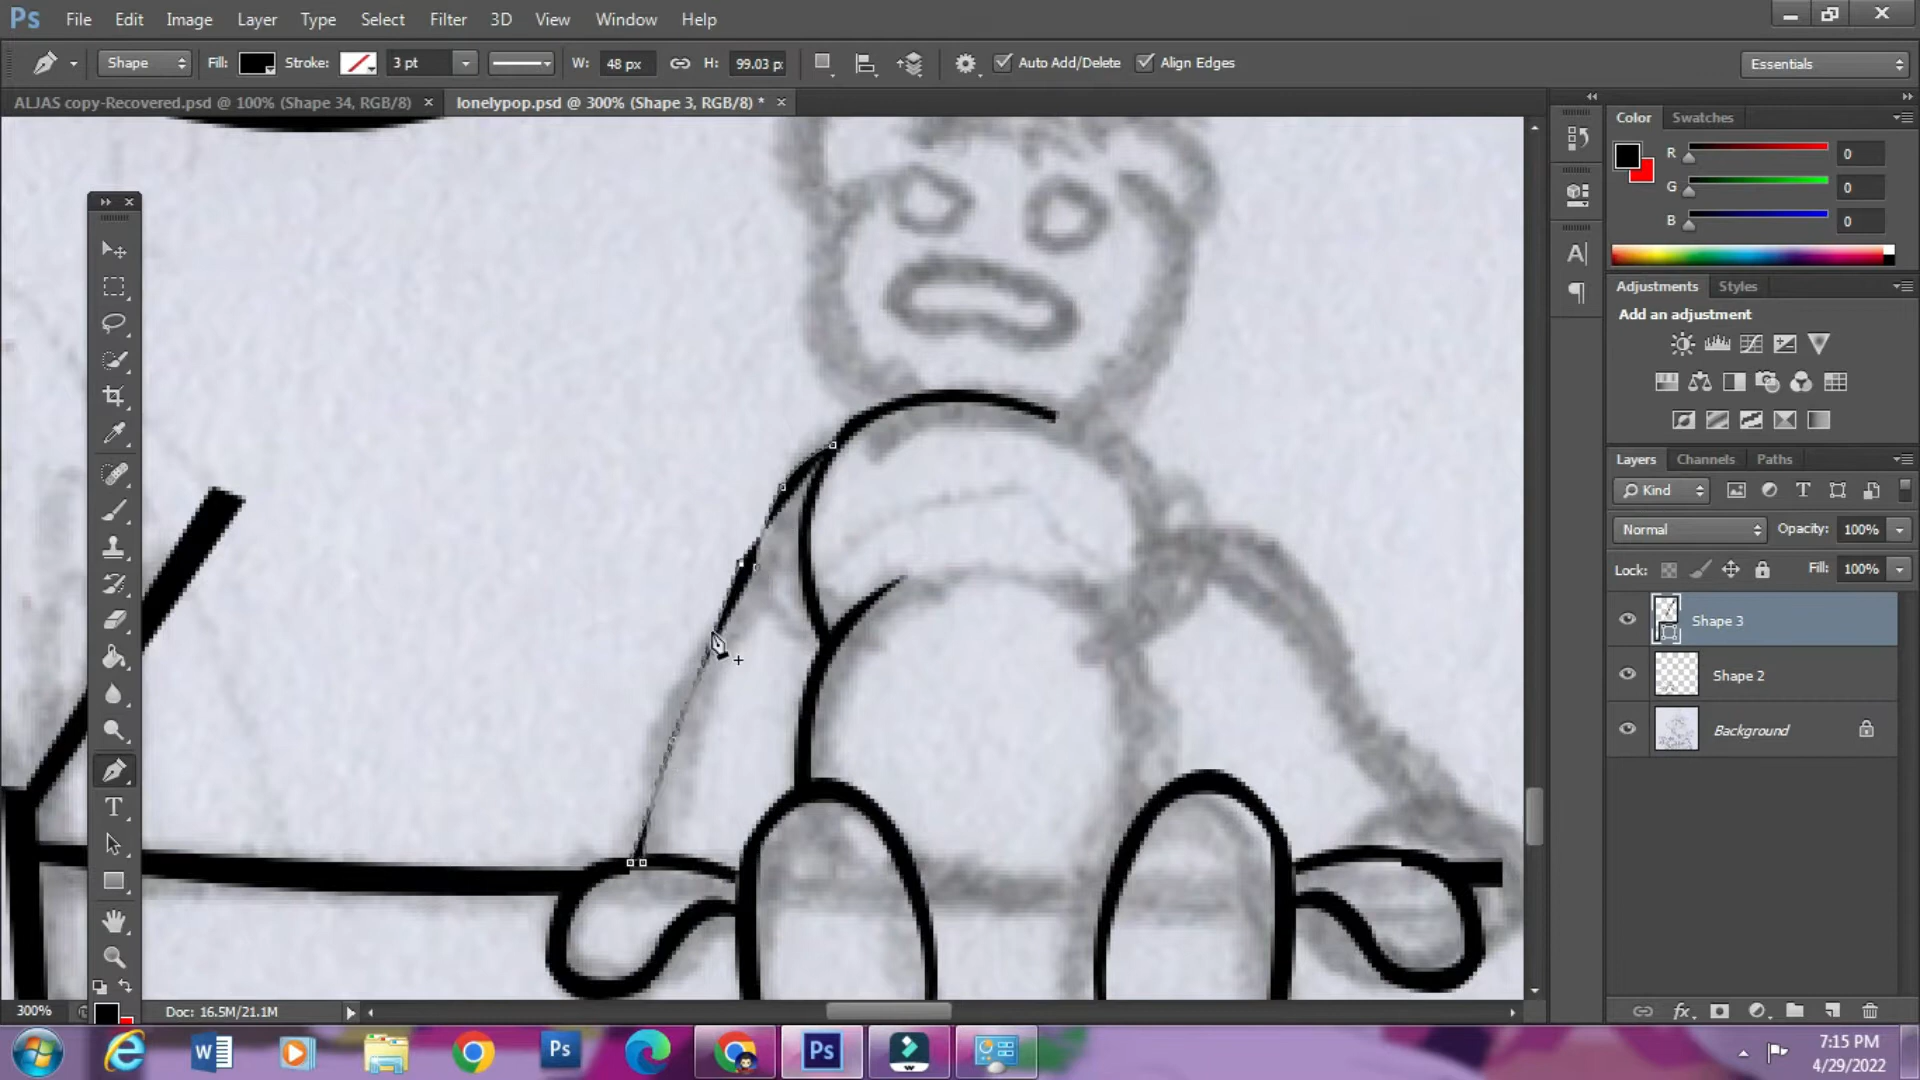 Ps File Edit Image Layer Type Select Filter 3D View Window Help
Shape Fill: Stroke: 3 pt W: 48 px H: 99.03 p: Auto Add/Delete Align Edges Essentials
ALJAS copy-Recovered.psd @ 100% (Shape 34, RGB/8) × lonelypop.psd @ 300% (Shape 3, RGB/8) * ×
Color Swatches
R 0
G 0
B 0
Adjustments Styles
Add an adjustment
Layers Channels Paths
Kind
Normal Opacity: 100%
Lock: Fill: 100%
Shape 3
Shape 2
Background
300% Doc: 16.5M/21.1M
7:15 PM
4/29/2022